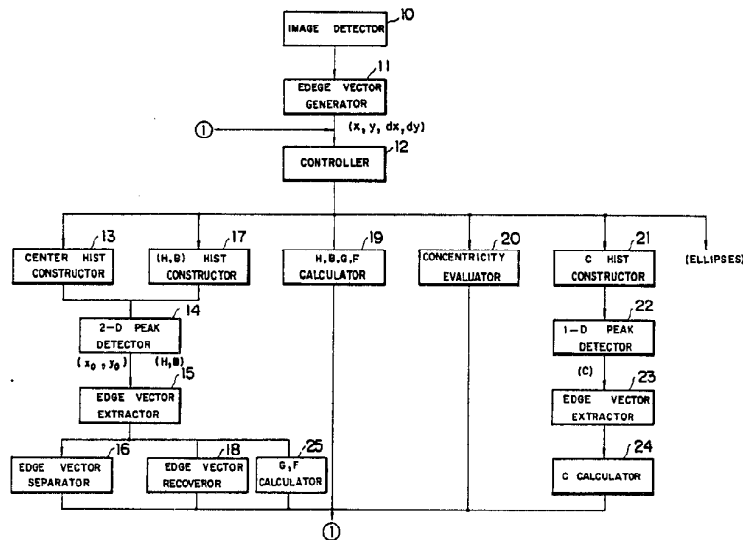 10
IMAGE DETECTOR
11
EDEGE VECTOR
GENERATOR
1
(x, y, dx, dy)
12
CONTROLLER
13
17
19
20
21
CENTER HIST
CONSTRUCTOR
(H,B) HIST
CONSTRUCTOR
H,B,G,F
CALCULATOR
CONCENTRICITY
EVALUATOR
C HIST
CONSTRUCTOR
(ELLIPSES)
14
22
2-D PEAK
DETECTOR
1-D PEAK
DETECTOR
(x0, y0)
(H,B)
15
(C)
23
EDGE VECTOR
EXTRACTOR
EDGE VECTOR
EXTRACTOR
16
18
25
24
EDGE VECTOR
SEPARATOR
EDGE VECTOR
RECOVEROR
G,F
CALCULATOR
C CALCULATOR
1